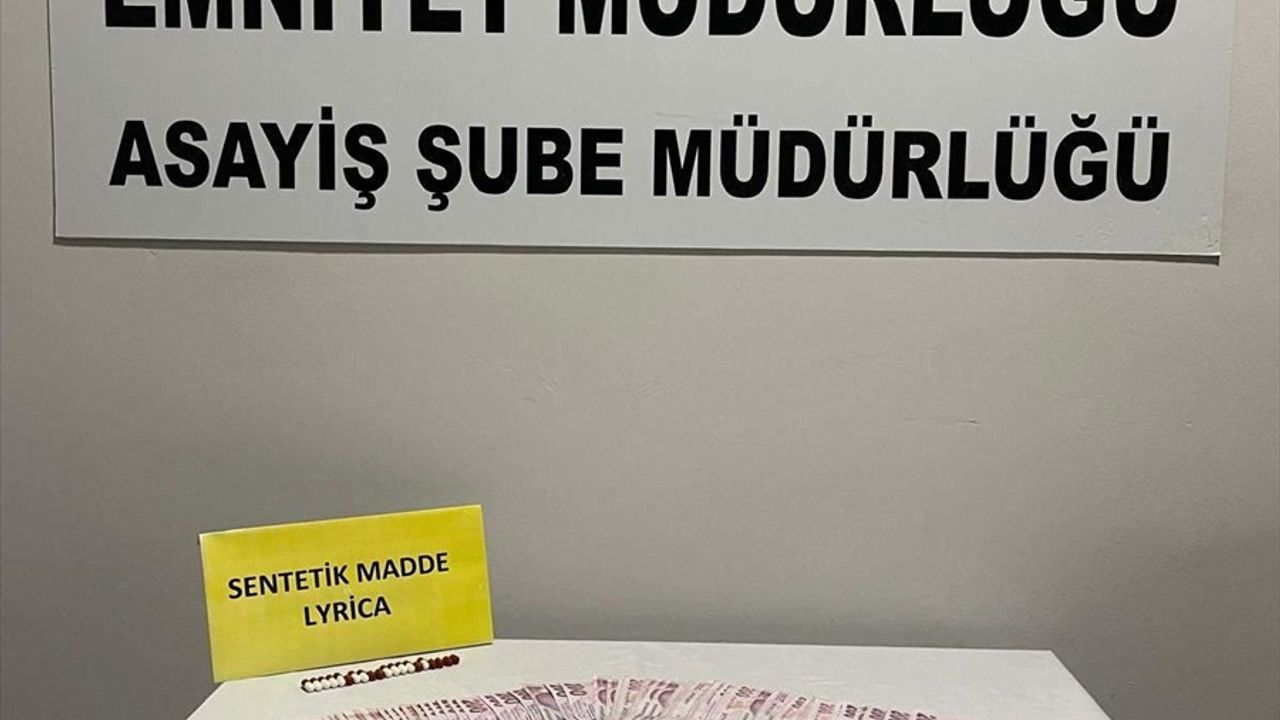 EMNİYET MÜDÜRLÜĞÜ
ASAYİŞ ŞUBE MÜDÜRLÜĞÜ
SENTETİK MADDE
LYRİCA